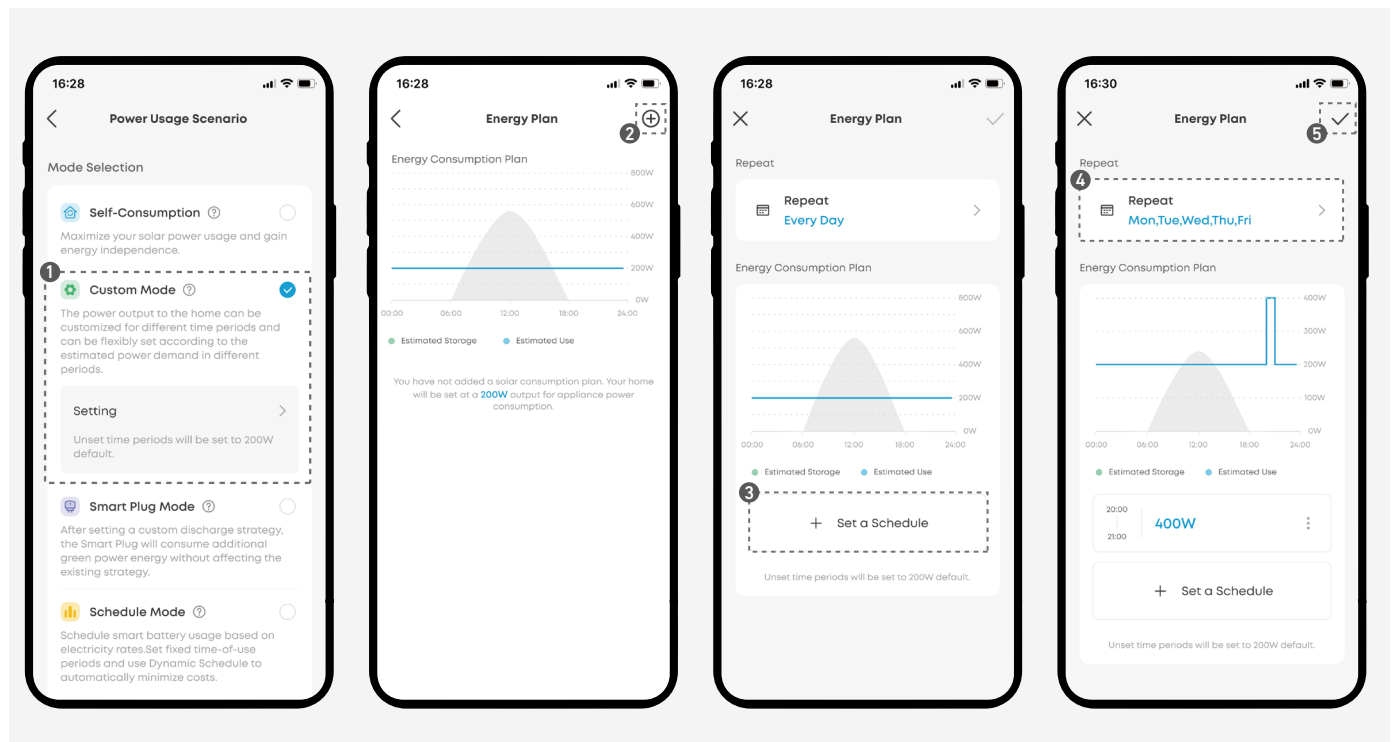 16:28
Power Usage Scenario
Mode Selection
Self-Consumption ?
Maximize your solar power usage and gain
energy independence.
1
Custom Mode ?
The power output to the home can be
customized for different time periods and
can be flexibly set according to the
estimated power demand in different
periods.
Setting
Unset time periods will be set to 200W
default.
Smart Plug Mode ?
After setting a custom discharge strategy,
the Smart Plug will consume additional
green power energy without affecting the
existing strategy.
Schedule Mode ?
Schedule smart battery usage based on
electricity rates.Set fixed time-of-use
periods and use Dynamic Schedule to
automatically minimize costs.
16:28
Energy Plan
2
Energy Consumption Plan
800W
600W
400W
200W
0W
00:00 06:00 12:00 18:00 24:00
Estimated Storage Estimated Use
You have not added a solar consumption plan. Your home
will be set at a 200W output for appliance power
consumption.
16:28
Energy Plan
Repeat
Repeat
Every Day
Energy Consumption Plan
800W
600W
400W
200W
0W
00:00 06:00 12:00 18:00 24:00
Estimated Storage Estimated Use
3
+ Set a Schedule
Unset time periods will be set to 200W default.
16:30
Energy Plan
5
Repeat
4
Repeat
Mon,Tue,Wed,Thu,Fri
Energy Consumption Plan
400W
300W
200W
100W
0W
00:00 06:00 12:00 18:00 24:00
Estimated Storage Estimated Use
20:00
400W
21:00
+ Set a Schedule
Unset time periods will be set to 200W default.